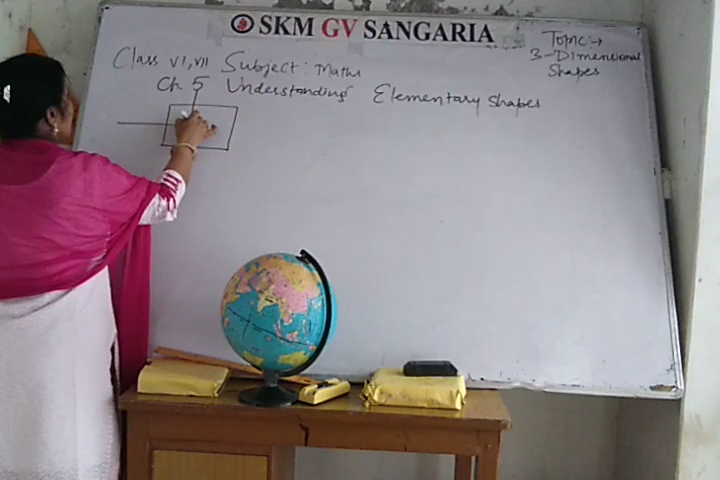 SKM GV SANGARIA
Class VI, VII Subject: Maths
Ch. 5 Understanding Elementary Shapes
Topic:→
3-Dimensional
Shapes